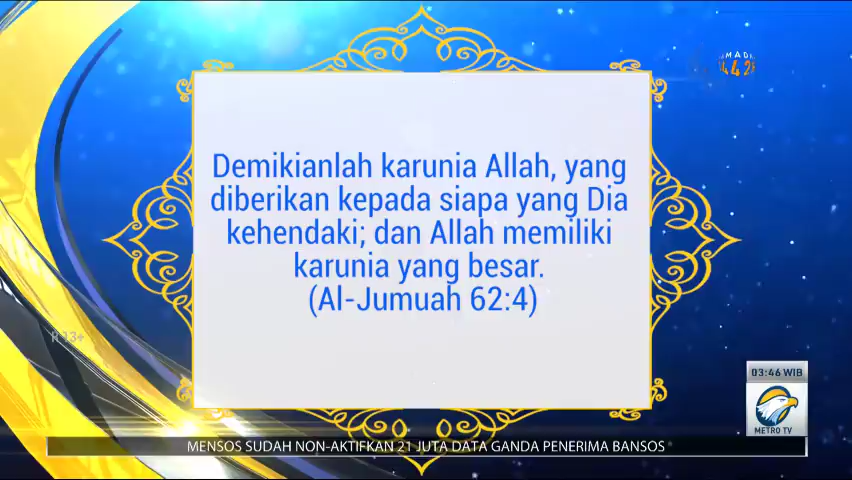 Demikianlah karunia Allah, yang
diberikan kepada siapa yang Dia
kehendaki; dan Allah memiliki
karunia yang besar.
(Al-Jumuah 62:4)
R 13+
03:46 WIB
METRO TV
MENSOS SUDAH NON-AKTIFKAN 21 JUTA DATA GANDA PENERIMA BANSOS